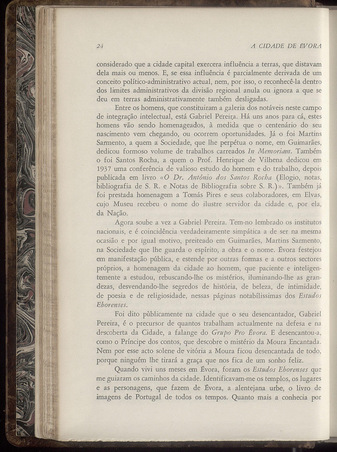 24 A CIDADE DE EVORA
considerado que a cidade capital exercera influência a terras, que distavam
dela mais ou menos. E, se essa influência é parcialmente derivada de um
conceito político-administrativo actual, nem, por isso, o reconhecê-la dentro
dos limites administrativos da divisão regional anula ou ignora a que se
deu em terras administrativamente também desligadas.
Entre os homens, que constituiram a galeria dos notáveis neste campo
de integração intelectual, está Gabriel Pereira. Há uns anos para cá, estes
homens vão sendo homenageados, à medida que o centenário do seu
nascimento vem chegando, ou ocorrem oportunidades. Já o foi Martins
Sarmento, a quem a Sociedade, que lhe perpétua o nome, em Guimarães,
dedicou formoso volume de trabalhos carreados In Memoriam. Também
o foi Santos Rocha, a quem o Prof. Henrique de Vilhena dedicou em
1937 uma conferência de valioso estudo do homem e do trabalho, depois
publicada em livro «O Dr. António dos Santos Rocha (Elogio, notas,
bibliografia de S. R. e Notas de Bibliografia sobre S. R.)». Também já
foi prestada homenagem a Tomás Pires e seus colaboradores, em Elvas,
cujo Museu recebeu o nome do ilustre servidor da cidade e, por ela,
da Nação.
Agora soube a vez a Gabriel Pereira. Tem-no lembrado os institutos
nacionais, e é coincidência verdadeiramente simpática a de ser na mesma
ocasião e por igual motivo, preiteado em Guimarães, Martins Sarmento,
na Sociedade que lhe guarda o espírito, a obra e o nome. Évora festejou
em manifestação pública, e estende por outras formas e a outros sectores
próprios, a homenagem da cidade ao homem, que paciente e inteligen-
temente a estudou, rebuscando-lhe os mistérios, iluminando-lhe as gran-
dezas, desvendando-lhe segredos de história, de beleza, de intimidade,
de poesia e de religiosidade, nessas páginas notabilíssimas dos Estudos
Eborenses.
Foi dito públicamente na cidade que o seu desencantador, Gabriel
Pereira, é o precursor de quantos trabalham actualmente na defesa e na
descoberta da Cidade, a falange do Grupo Pro Évora. E desencantou-a,
como o Príncipe dos contos, que descobre o mistério da Moura Encantada.
Nem por esse acto solene de vitória a Moura ficou desencantada de todo,
porque ninguém lhe tirará a graça que nos fica de um sonho feliz.
Quando vivi uns meses em Évora, foram os Estudos Eborenses que
me guiaram os caminhos da cidade. Identificavam-me os templos, os lugares
e as personagens, que fazem de Évora, a alentejana urbe, o livro de
imagens de Portugal de todos os tempos. Quanto mais a conhecia por